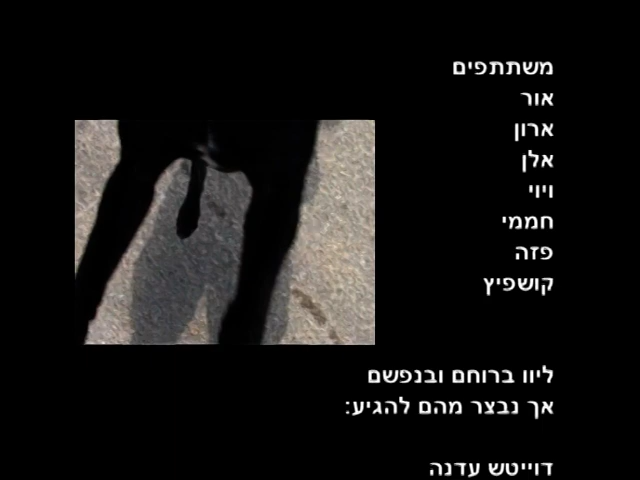 משתתפים
אור
ארון
אלן
ויוי
חממי
פזה
קושפיץ
ליוו ברוחם ובנפשם
אך נבצר מהם להגיע:
דוייטש עדנה